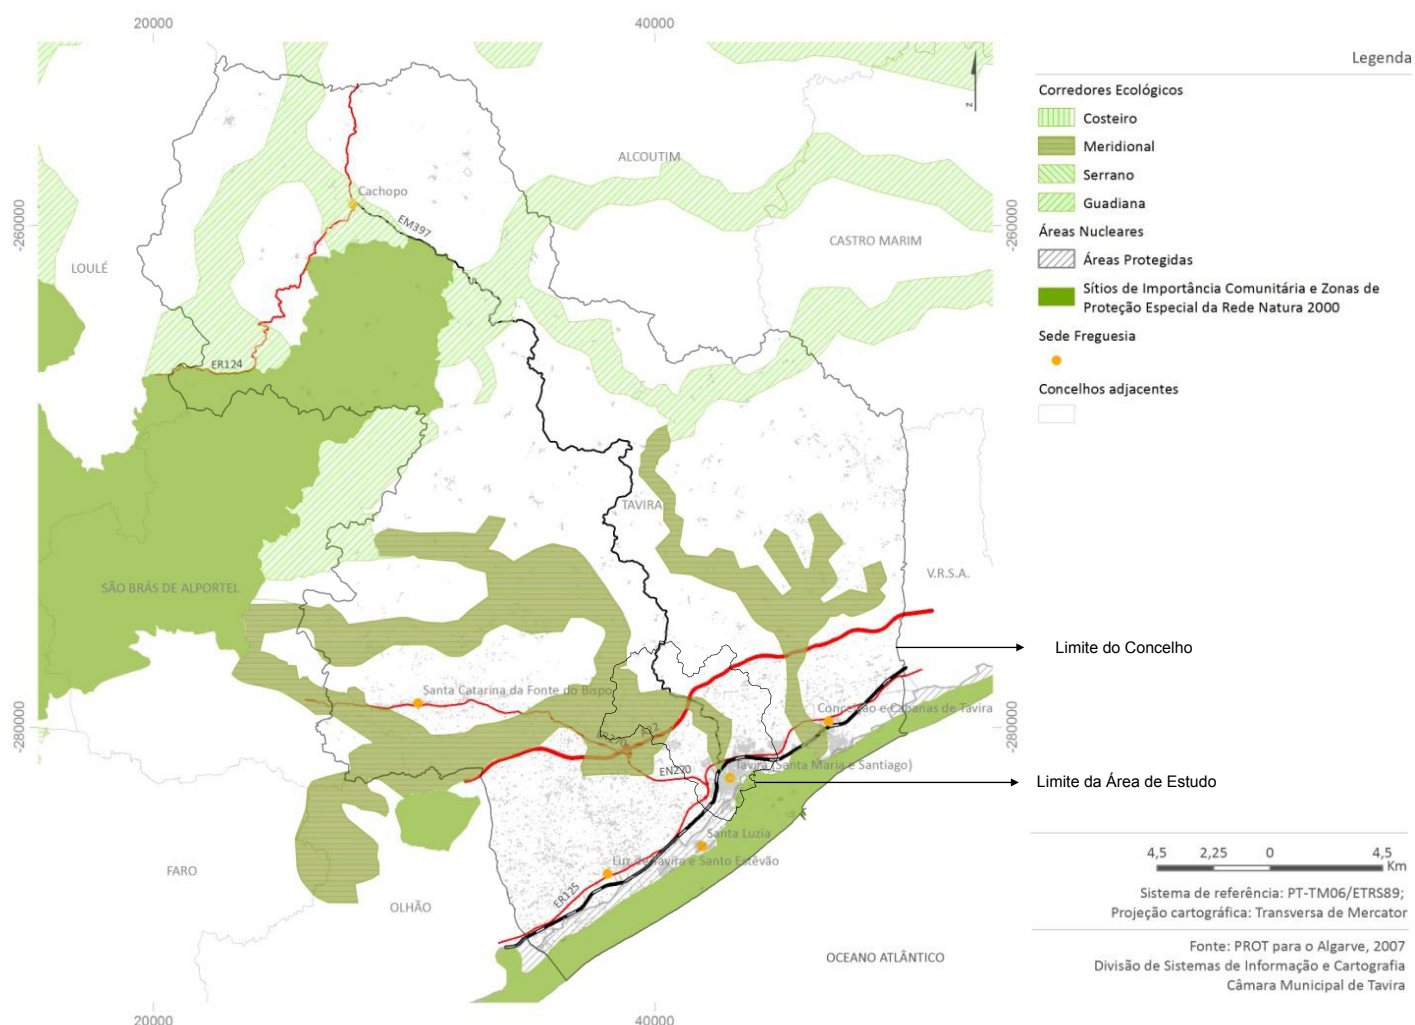 20000
40000
Legenda
Corredores Ecológicos
Costeiro
Meridional
Serrano
Guadiana
Áreas Nucleares
Áreas Protegidas
Sítios de Importância Comunitária e Zonas de
Proteção Especial da Rede Natura 2000
Sede Freguesia
Concelhos adjacentes
z
ALCOUTIM
Cachopo
-260000
-260000
EM397
CASTRO MARIM
LOULÉ
ER124
TAVIRA
V.R.S.A.
SÃO BRÁS DE ALPORTEL
Limite do Concelho
Santa Catarina da Fonte do Bispo
Conceição e Cabanas de Tavira
-280000
-280000
EN270
Tavira (Santa Maria e Santiago)
Limite da Área de Estudo
Santa Luzia
Luz de Tavira e Santo Estêvão
FARO
ER125
OLHÃO
OCEANO ATLÂNTICO
4,5 2,25 0 4,5
Km
Sistema de referência: PT-TM06/ETRS89;
Projeção cartográfica: Transversa de Mercator
Fonte: PROT para o Algarve, 2007
Divisão de Sistemas de Informação e Cartografia
Câmara Municipal de Tavira
20000
40000